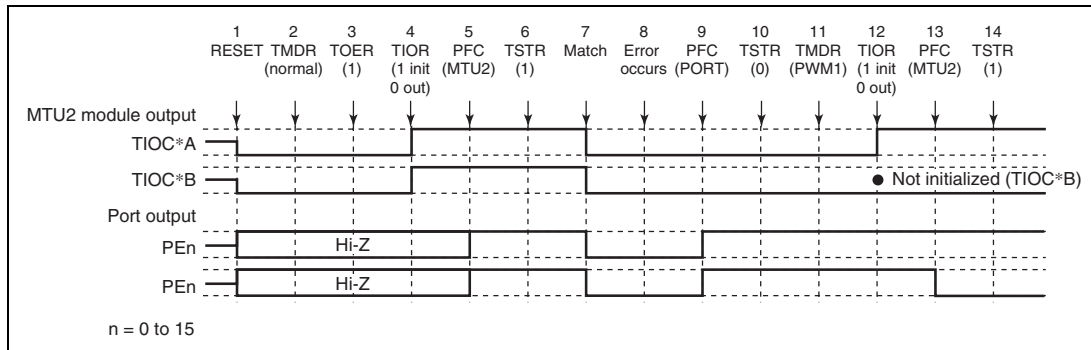 1 2 3 4 5 6 7 8 9 10 11 12 13 14
RESET TMDR TOER TIOR PFC TSTR Match Error PFC TSTR TMDR TIOR PFC TSTR
(normal) (1) (1 init (MTU2) (1) occurs (PORT) (0) (PWM1) (1 init (MTU2) (1)
0 out) 0 out)
MTU2 module output
TIOC*A
TIOC*B
● Not initialized (TIOC*B)
Port output
PEn
Hi-Z
PEn
Hi-Z
n = 0 to 15